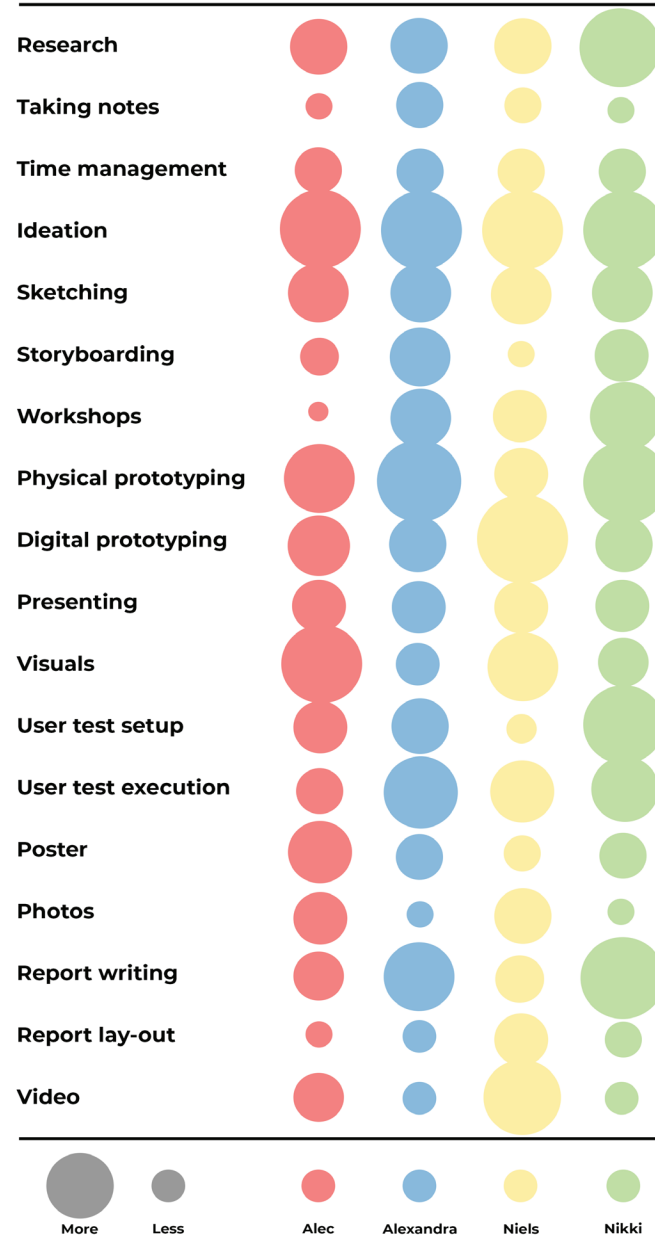 Research
Taking notes
Time management
Ideation
Sketching
Storyboarding
Workshops
Physical prototyping
Digital prototyping
Presenting
Visuals
User test setup
User test execution
Poster
Photos
Report writing
Report lay-out
Video
More Less Alec Alexandra Niels Nikki